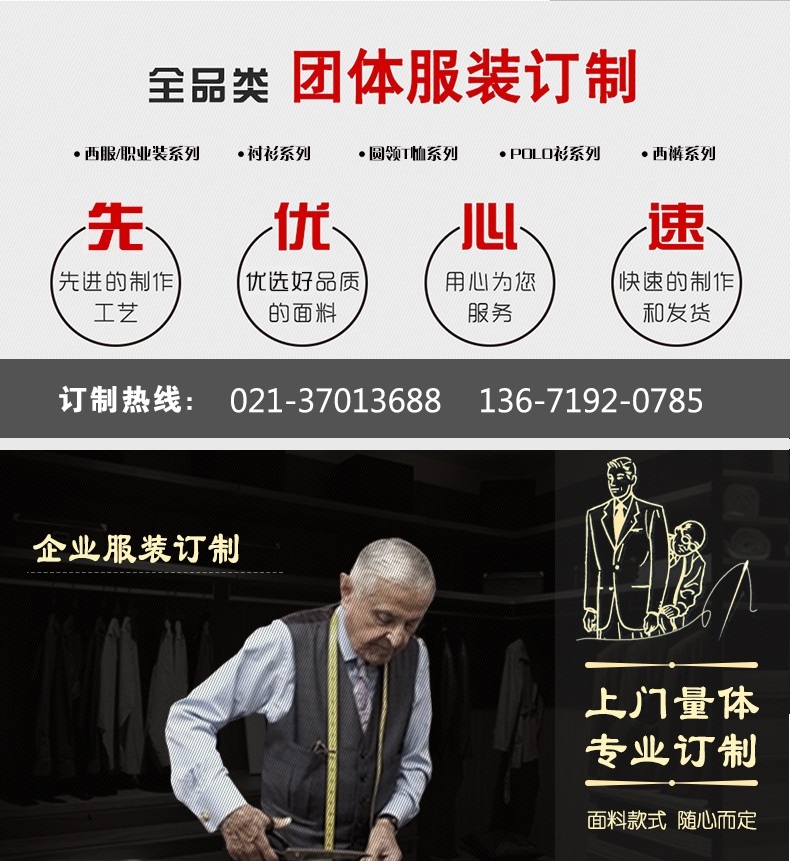 全品类 团体服装订制
•西服/职业装系列 •衬衫系列 •圆领T恤系列 •POLO衫系列 •西裤系列
先 优 心 速
先进的制作 优选好品质 用心为您 快速的制作
工艺 的面料 服务 和发货
订制热线: 021-37013688 136-7192-0785
企业服装订制
上门量体
专业订制
面料款式 随心而定